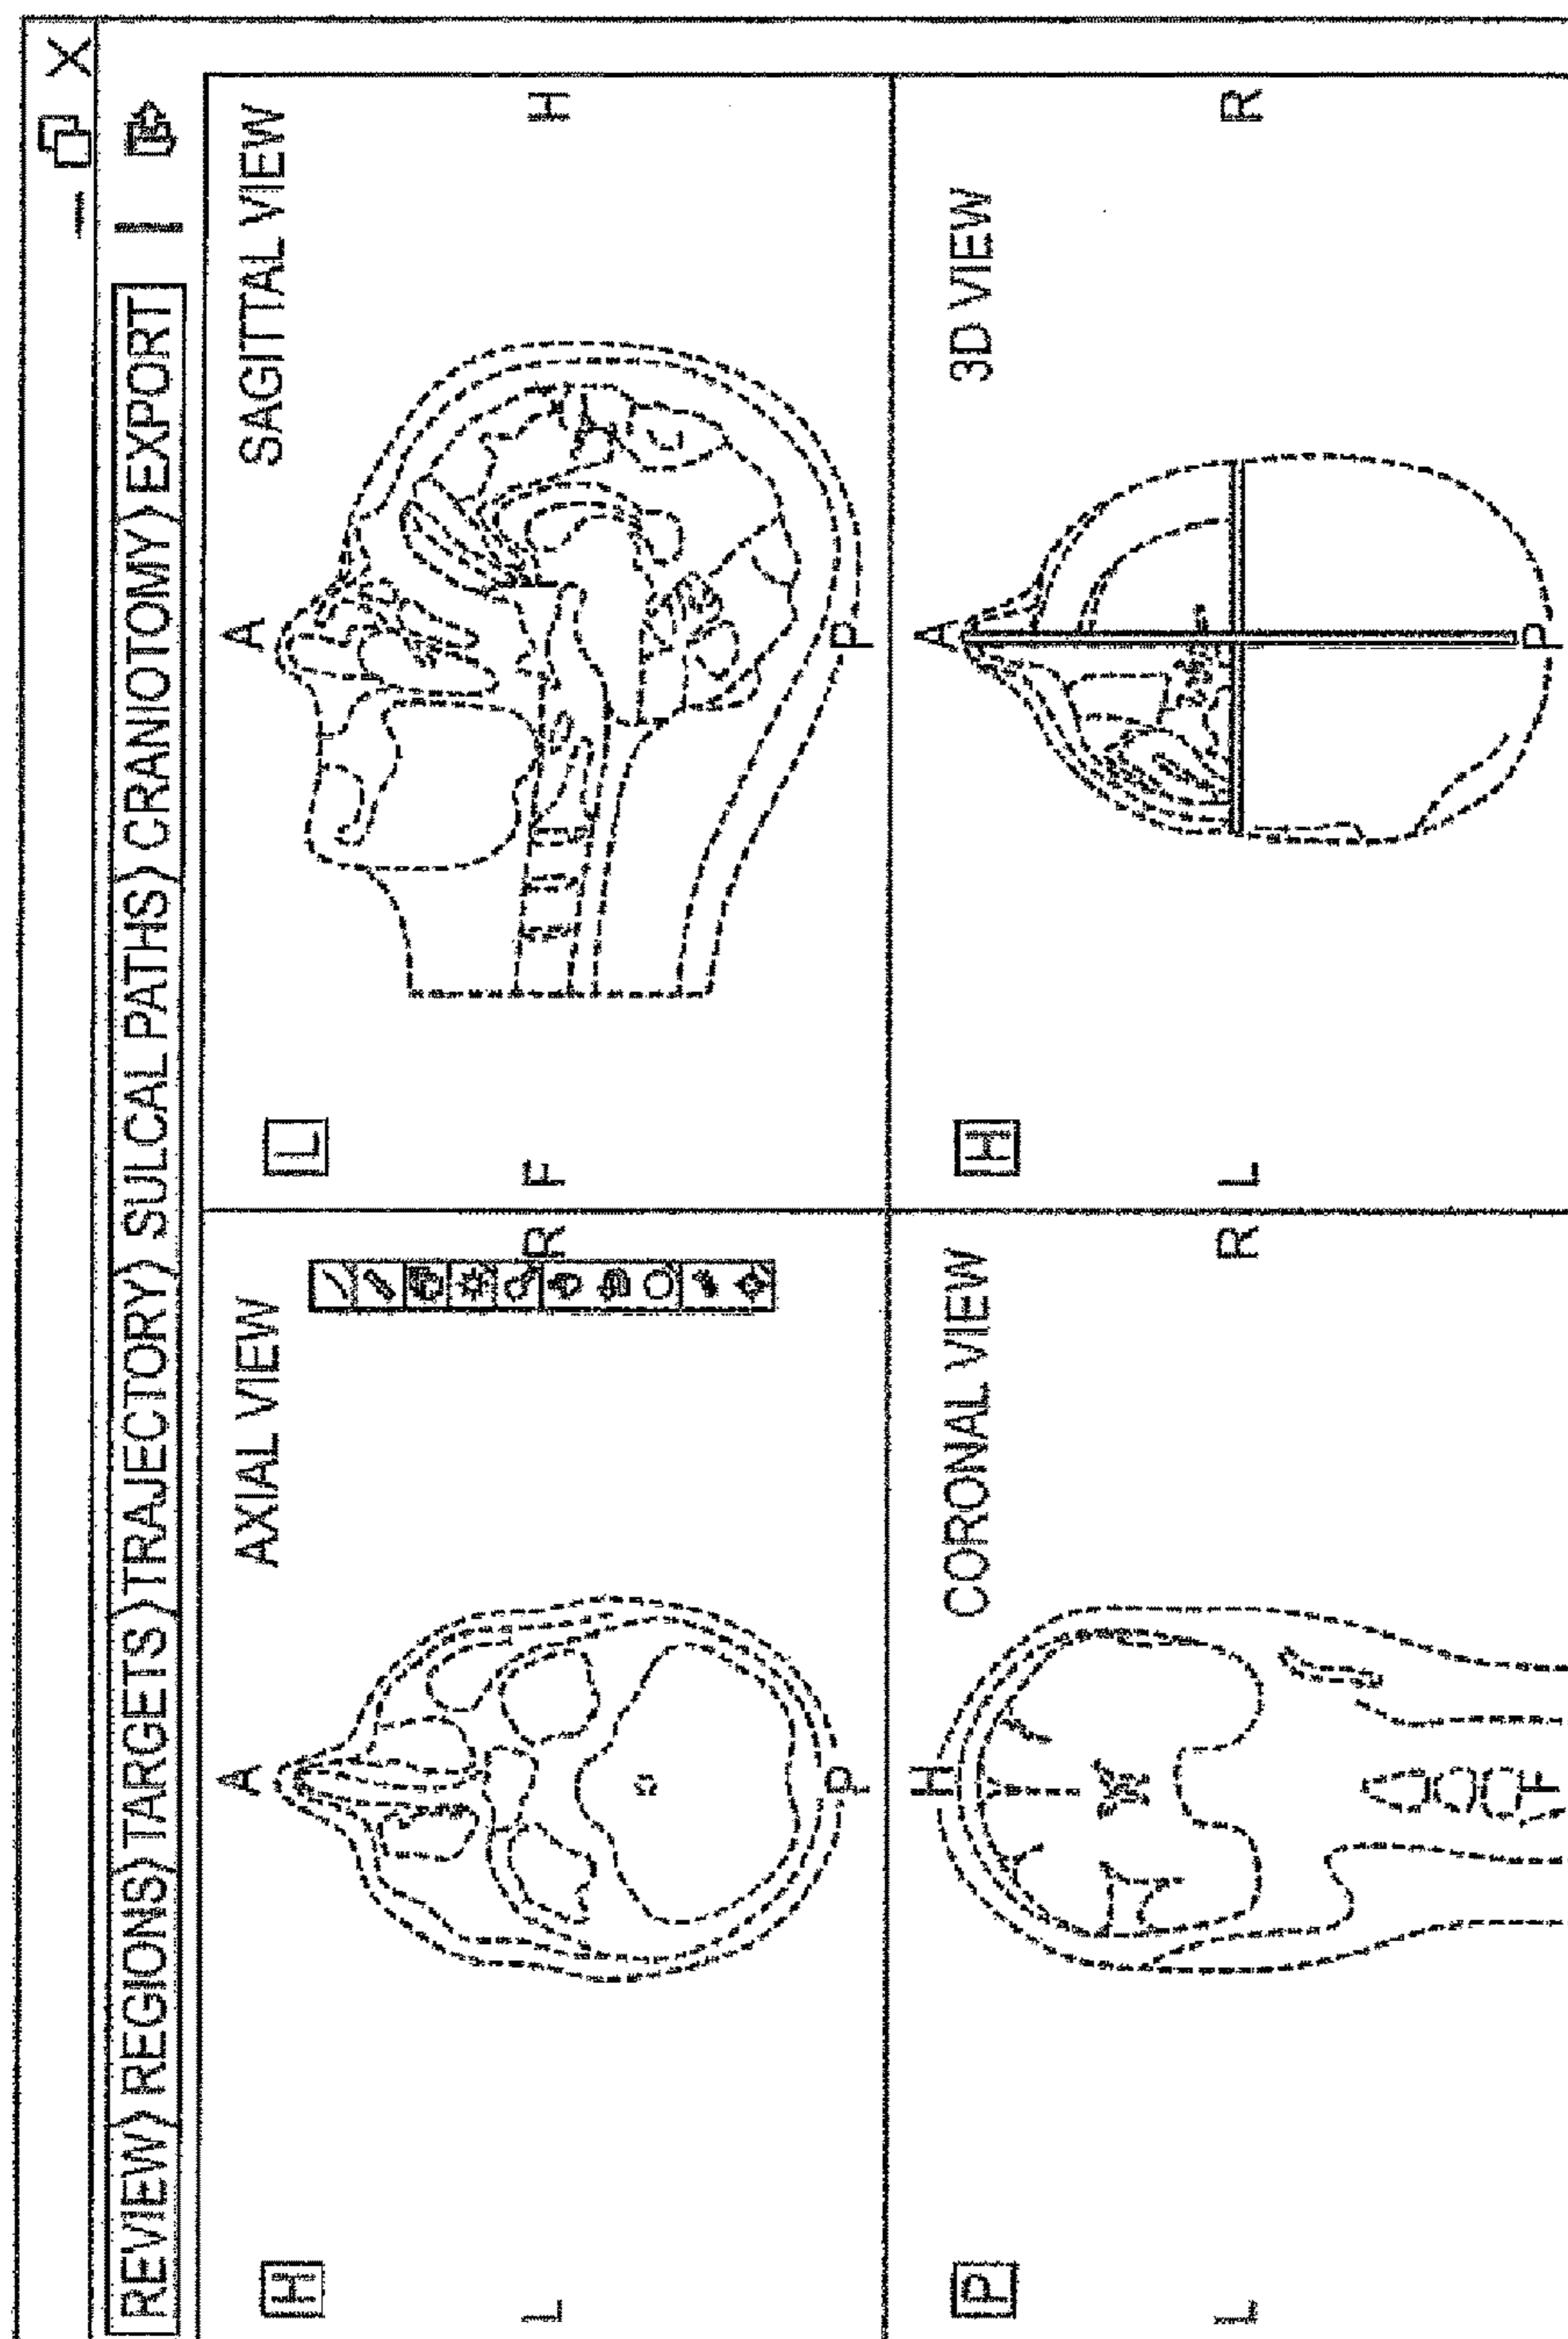 REVIEW⟩ REGIONS⟩ TARGETS⟩ TRAJECTORY⟩ SULCAL PATHS⟩ CRANIOTOMY⟩ EXPORT
H
A
AXIAL VIEW
L
R
P
L
A
SAGITTAL VIEW
F
H
P
P
H
CORONAL VIEW
L
R
F
H
A
3D VIEW
L
R
P